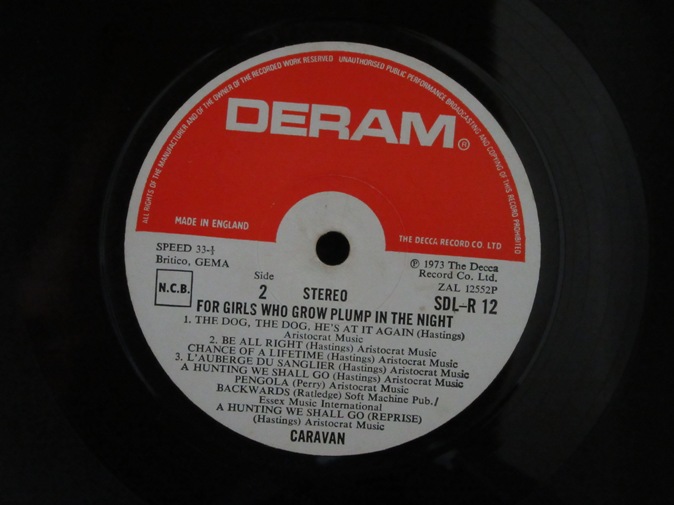 ALL RIGHTS OF THE MANUFACTURER AND OF THE OWNER OF THE RECORDED WORK RESERVED UNAUTHORISED PUBLIC PERFORMANCE BROADCASTING AND COPYING OF THIS RECORD PROHIBITED
DERAM®
MADE IN ENGLAND
THE DECCA RECORD CO. LTD
SPEED 33-⅓
Britico, GEMA
℗ 1973 The Decca
Record Co. Ltd.
ZAL 12552P
N.C.B.
Side
2
STEREO
SDL-R 12
FOR GIRLS WHO GROW PLUMP IN THE NIGHT
1. THE DOG, THE DOG, HE'S AT IT AGAIN (Hastings)
Aristocrat Music
2. BE ALL RIGHT (Hastings) Aristocrat Music
CHANCE OF A LIFETIME (Hastings) Aristocrat Music
3. L'AUBERGE DU SANGLIER (Hastings) Aristocrat Music
A HUNTING WE SHALL GO (Hastings) Aristocrat Music
PENGOLA (Perry) Aristocrat Music
BACKWARDS (Ratledge) Soft Machine Pub./
Essex Music International
A HUNTING WE SHALL GO (REPRISE)
(Hastings) Aristocrat Music
CARAVAN